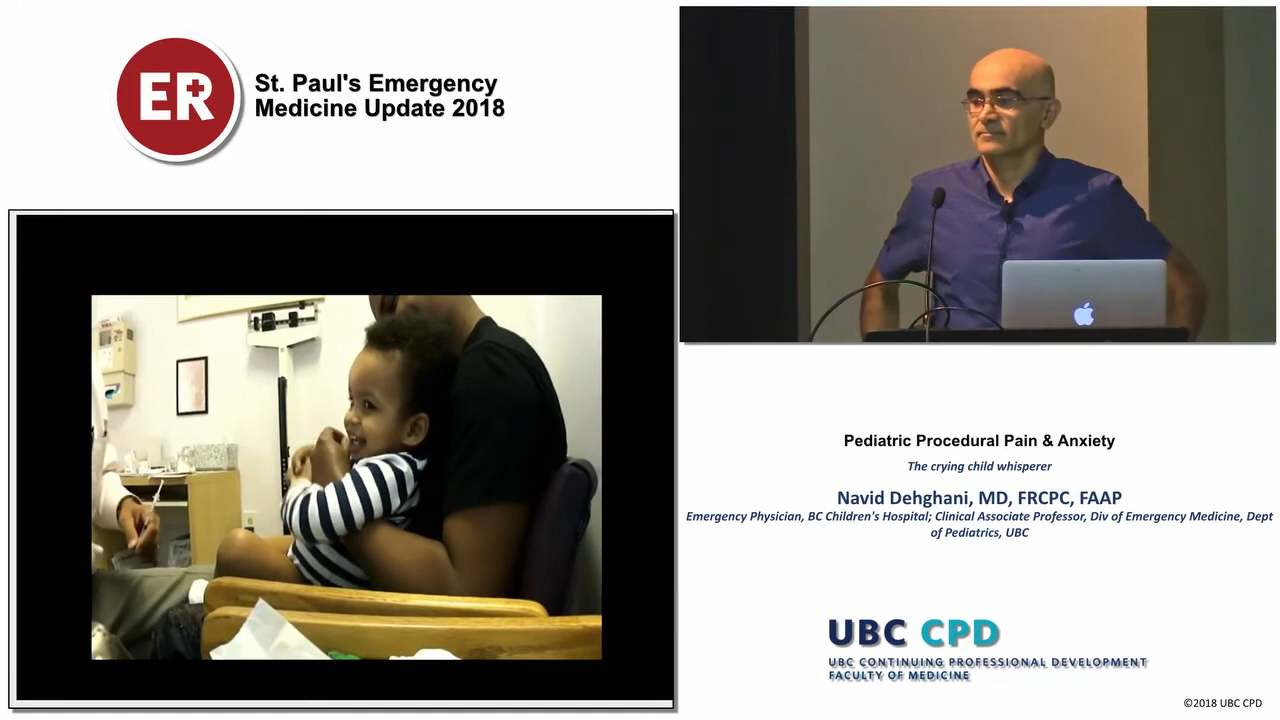 ER
St. Paul's Emergency
Medicine Update 2018
Pediatric Procedural Pain & Anxiety
The crying child whisperer
Navid Dehghani, MD, FRCPC, FAAP
Emergency Physician, BC Children's Hospital; Clinical Associate Professor, Div of Emergency Medicine, Dept
of Pediatrics, UBC
UBC CPD
UBC CONTINUING PROFESSIONAL DEVELOPMENT
FACULTY OF MEDICINE
©2018 UBC CPD